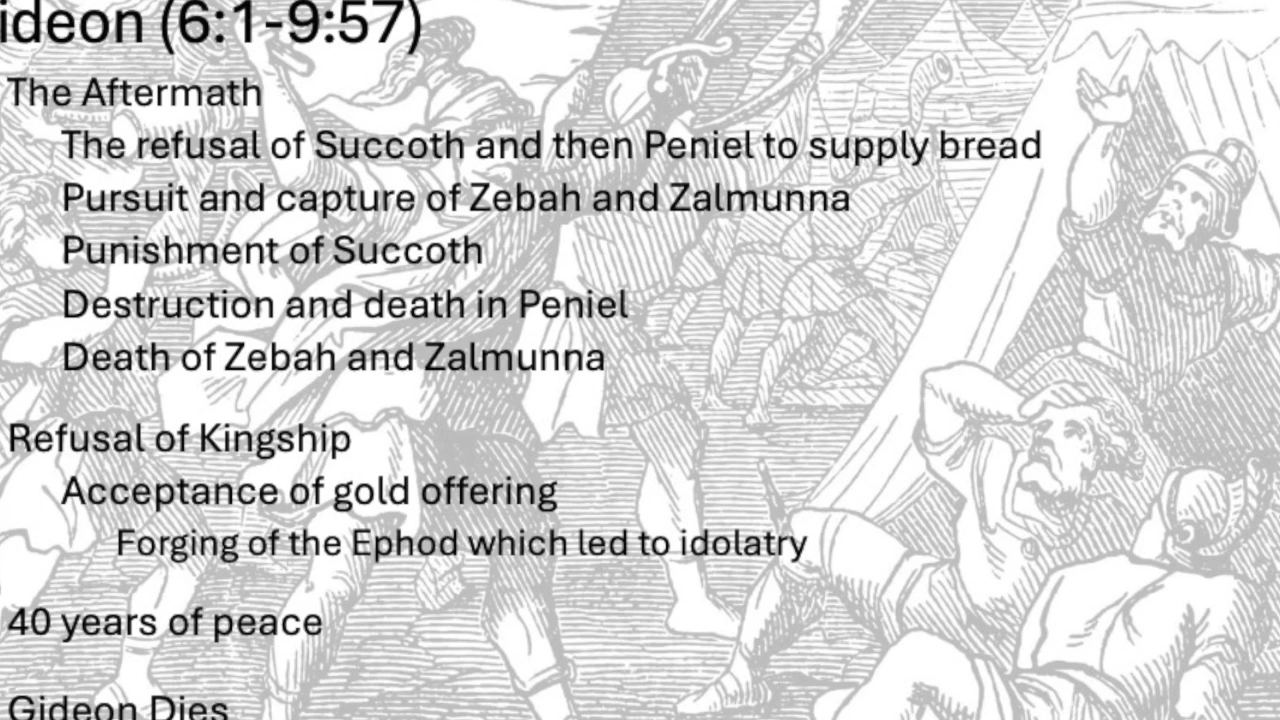 ideon (6:1-9:57)
The Aftermath
The refusal of Succoth and then Peniel to supply bread
Pursuit and capture of Zebah and Zalmunna
Punishment of Succoth
Destruction and death in Peniel
Death of Zebah and Zalmunna
Refusal of Kingship
Acceptance of gold offering
Forging of the Ephod which led to idolatry
40 years of peace
Gideon Dies